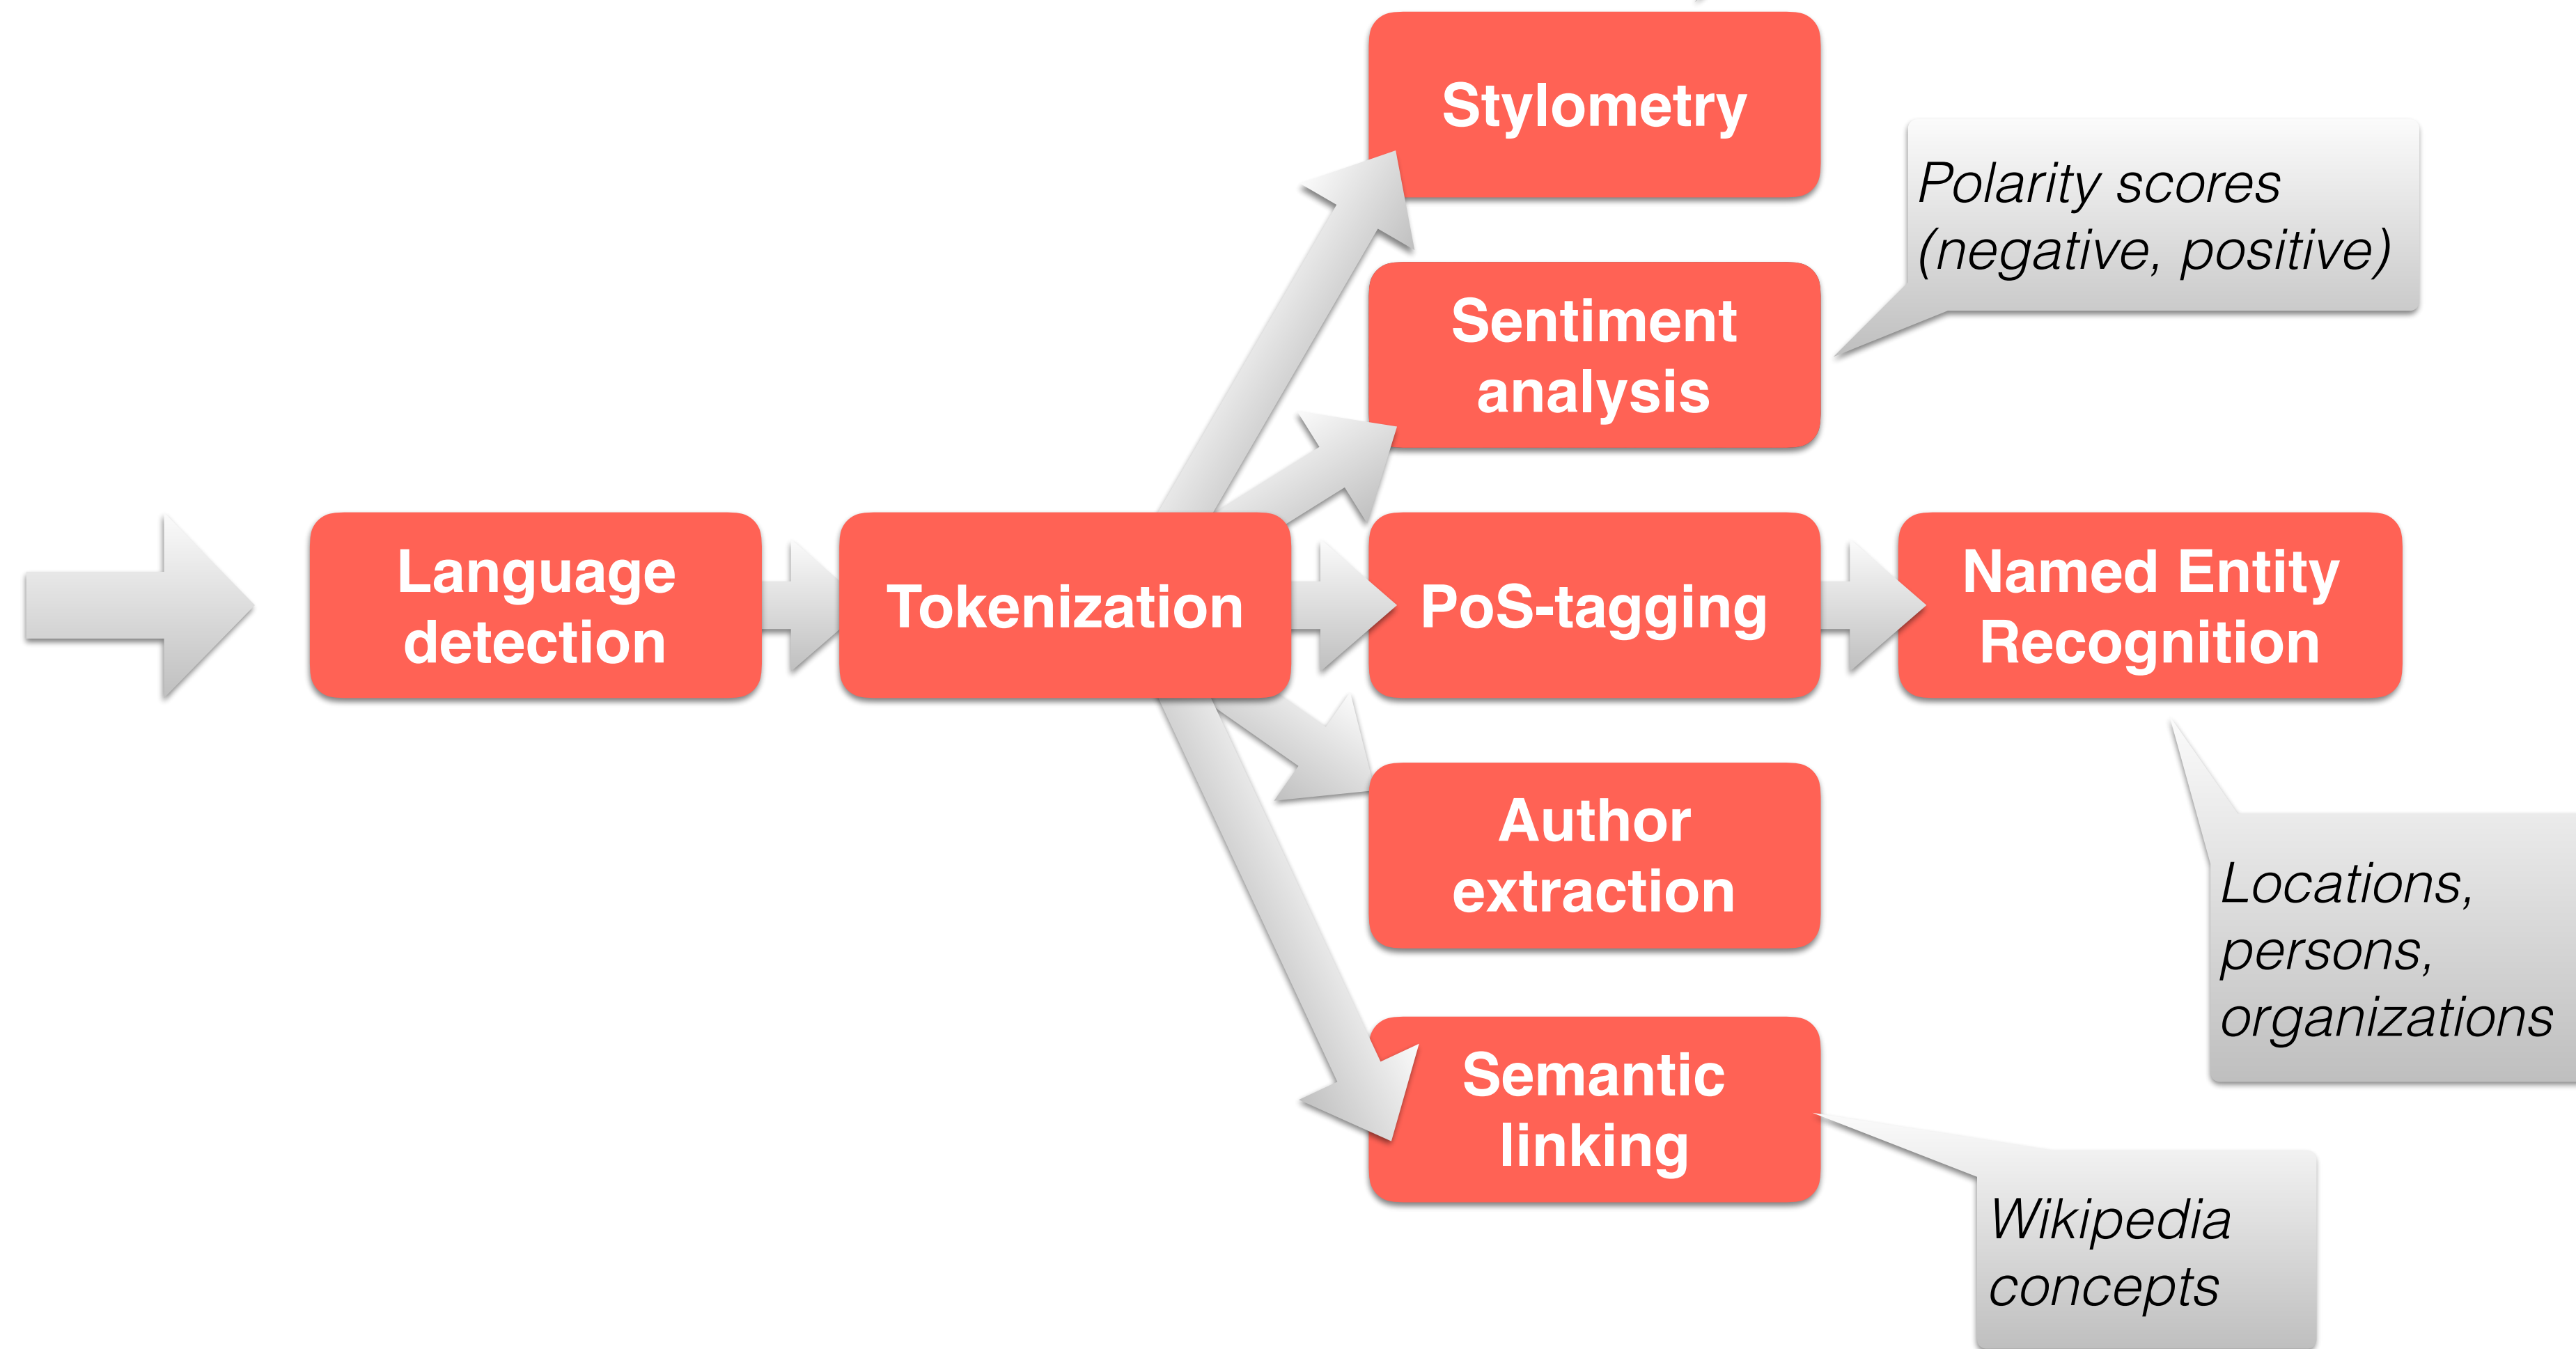 Stylometry
Polarity scores
(negative, positive)
Sentiment
analysis
Language
detection
Tokenization
PoS-tagging
Named Entity
Recognition
Author
extraction
Locations,
persons,
organizations
Semantic
linking
Wikipedia
concepts